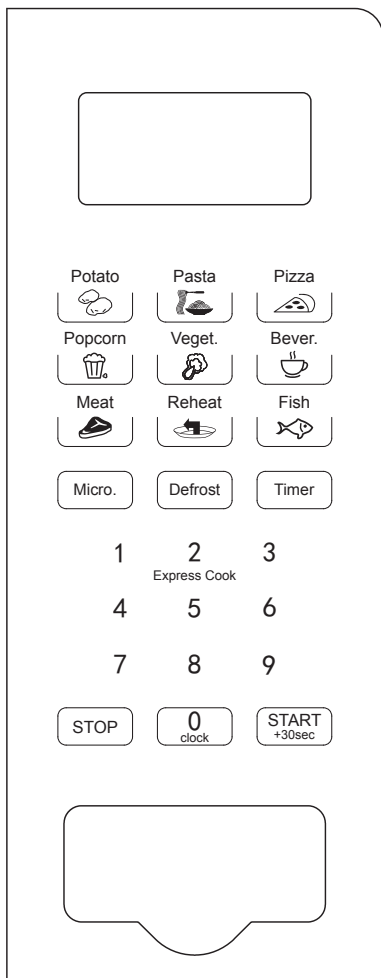 Potato Pasta Pizza
Popcorn Veget. Bever.
Meat Reheat Fish
Micro. Defrost Timer
1 2 3
Express Cook
4 5 6
7 8 9
STOP 0 START
clock +30sec